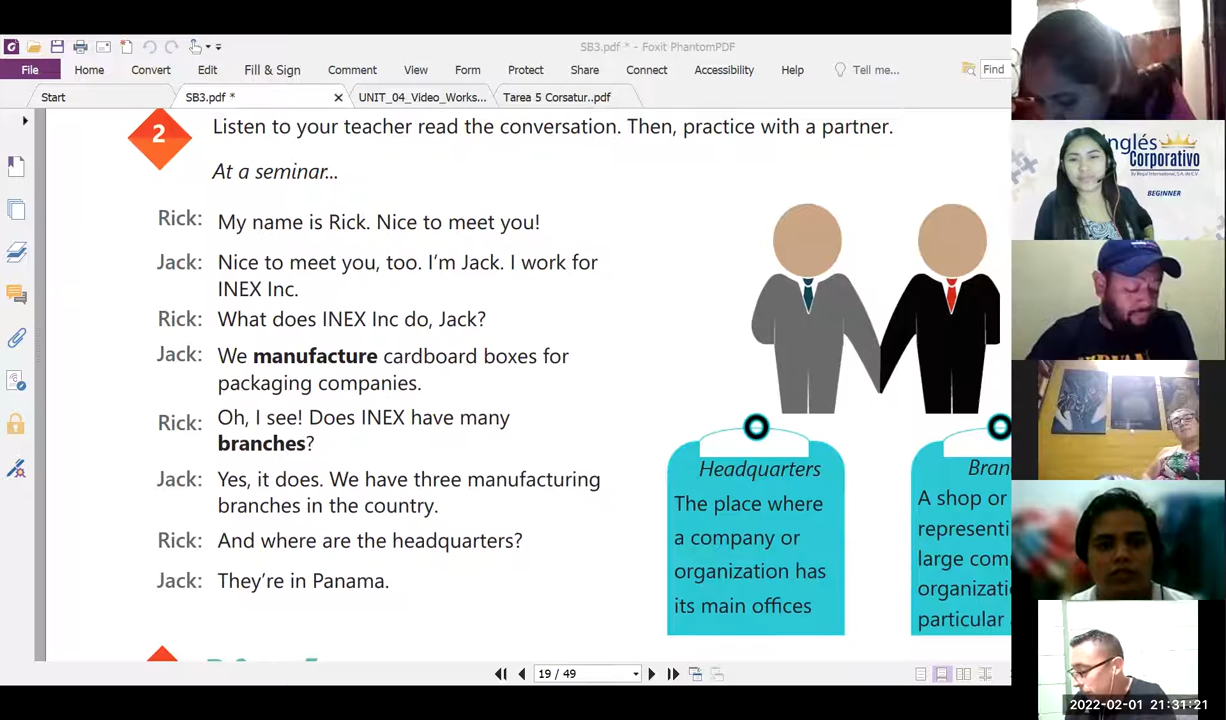 SB3.pdf * - Foxit PhantomPDF
File Home Convert Edit Fill & Sign Comment View Form Protect Share Connect Accessibility Help Tell me... Find
Start SB3.pdf * UNIT_04_Video_Works... Tarea 5 Corsatur..pdf
2 Listen to your teacher read the conversation. Then, practice with a partner.
At a seminar...
Rick: My name is Rick. Nice to meet you!
Jack: Nice to meet you, too. I'm Jack. I work for
INEX Inc.
Rick: What does INEX Inc do, Jack?
Jack: We manufacture cardboard boxes for
packaging companies.
Rick: Oh, I see! Does INEX have many
branches?
Jack: Yes, it does. We have three manufacturing
branches in the country.
Rick: And where are the headquarters?
Jack: They're in Panama.
Headquarters
The place where
a company or
organization has
its main offices
Bran
A shop or
representi
large com
organizati
particular
19 / 49
nglés
Corporativo
By Regal International, S.A. de C.V
BEGINNER
2022-02-01 21:31:21